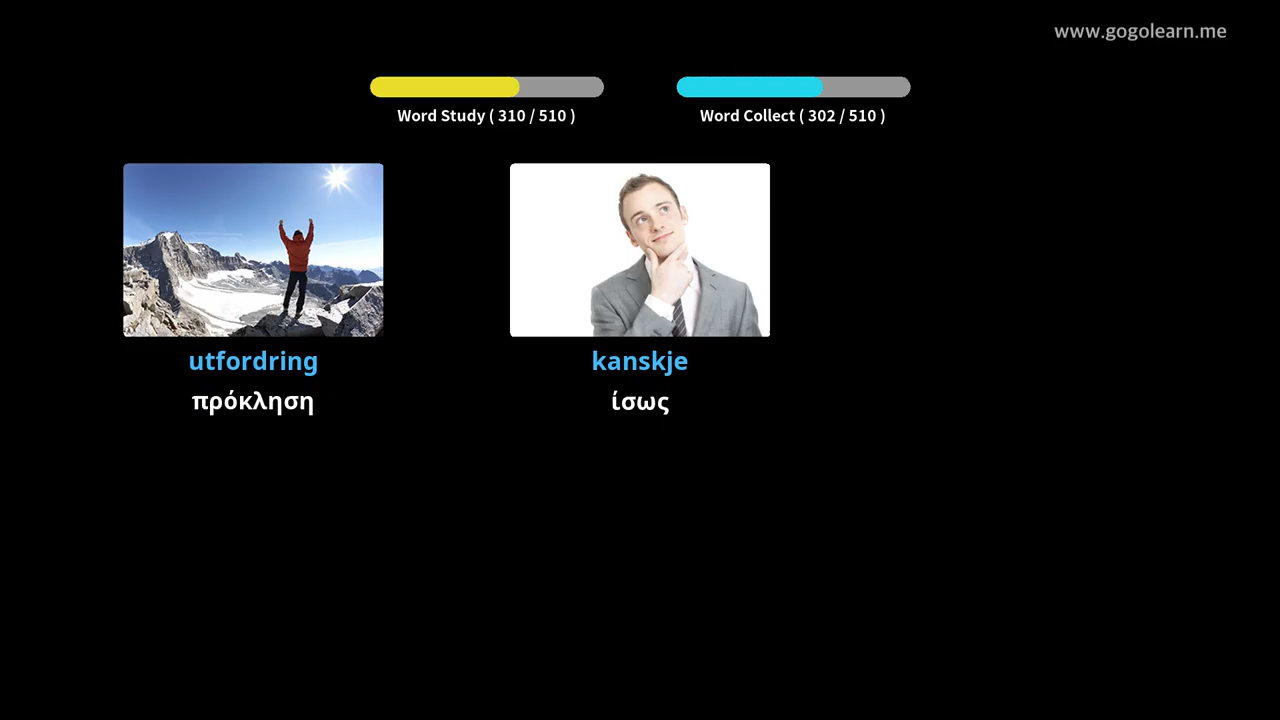 www.gogolearn.me
Word Study ( 310 / 510 )
Word Collect ( 302 / 510 )
utfordring
πρόκληση
kanskje
ίσως